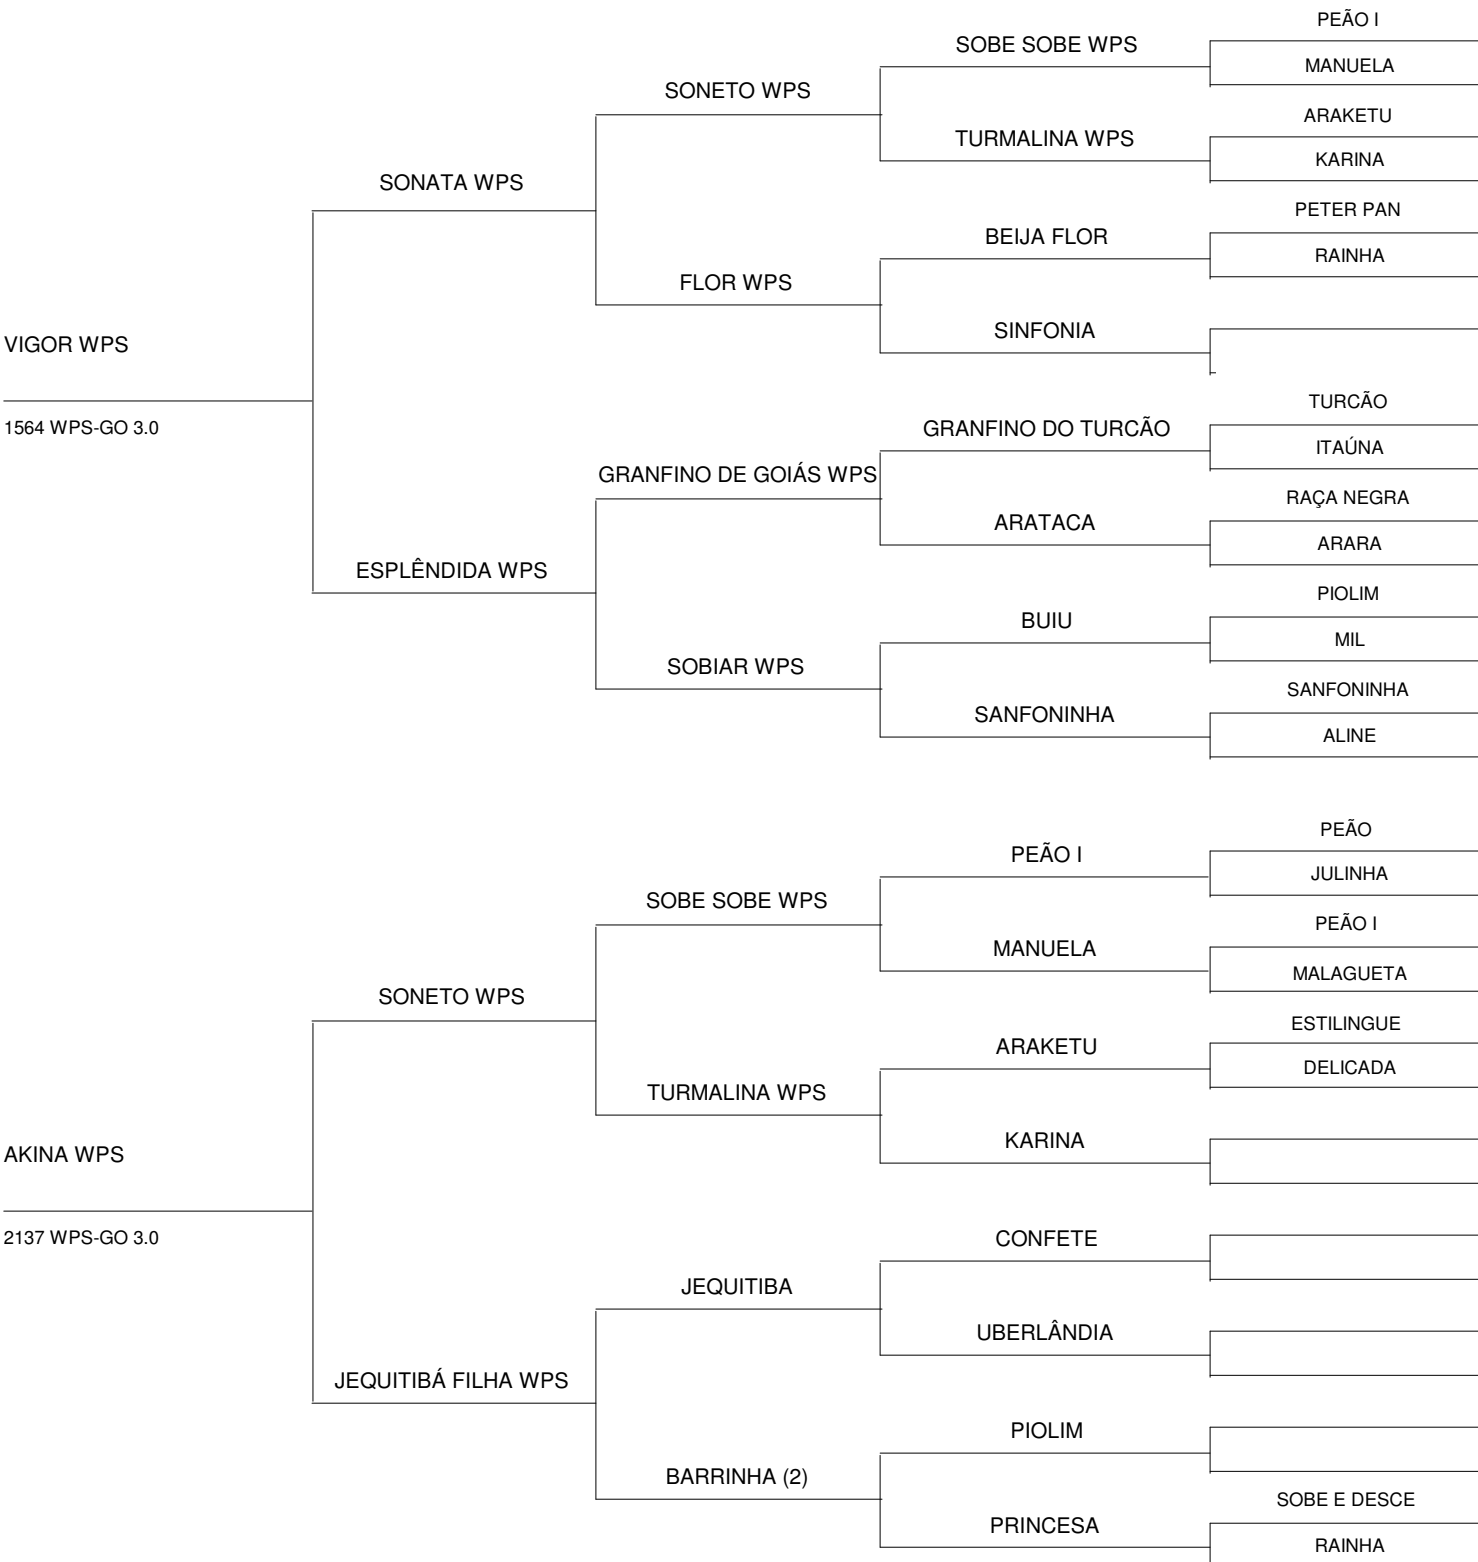 PEÃO I
SOBE SOBE WPS
MANUELA
SONETO WPS
ARAKETU
TURMALINA WPS
KARINA
SONATA WPS
PETER PAN
BEIJA FLOR
RAINHA
FLOR WPS
SINFONIA
VIGOR WPS
1564 WPS-GO 3.0
TURCÃO
GRANFINO DO TURCÃO
ITAÚNA
GRANFINO DE GOIÁS WPS
RAÇA NEGRA
ARATACA
ARARA
ESPLÊNDIDA WPS
PIOLIM
BUIU
MIL
SOBIAR WPS
SANFONINHA
SANFONINHA
ALINE
PEÃO
PEÃO I
JULINHA
SOBE SOBE WPS
PEÃO I
MANUELA
MALAGUETA
SONETO WPS
ESTILINGUE
ARAKETU
DELICADA
TURMALINA WPS
KARINA
AKINA WPS
2137 WPS-GO 3.0
CONFETE
JEQUITIBA
UBERLÂNDIA
JEQUITIBÁ FILHA WPS
PIOLIM
BARRINHA (2)
SOBE E DESCE
PRINCESA
RAINHA